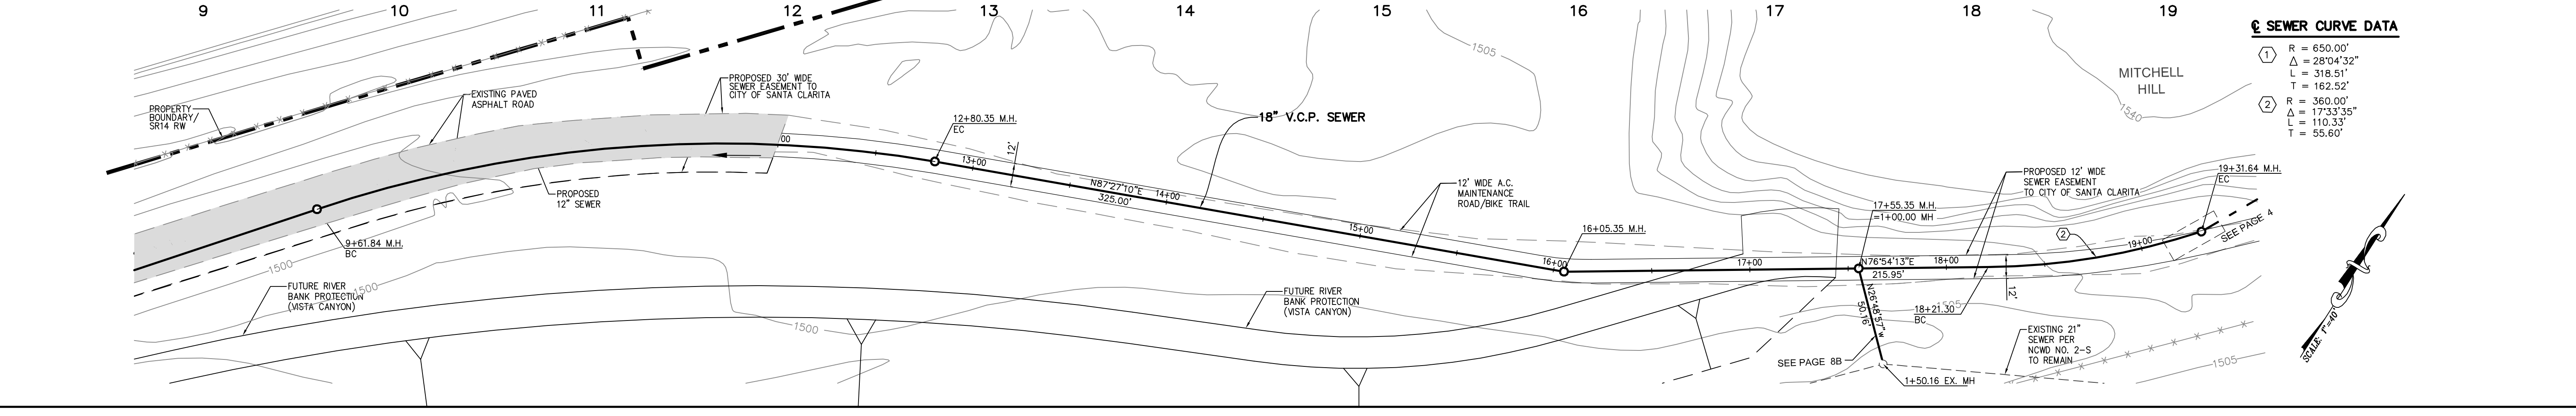 9 10 11 12 13 14 15 16 17 18 19
℄ SEWER CURVE DATA
1
R = 650.00'
Δ = 28°04'32"
L = 318.51'
T = 162.52'
2
R = 360.00'
Δ = 17°33'35"
L = 110.33'
T = 55.60'
MITCHELL
HILL
1505
1540
PROPOSED 30' WIDE
SEWER EASEMENT TO
CITY OF SANTA CLARITA
EXISTING PAVED
ASPHALT ROAD
PROPERTY
BOUNDARY/
SR14 RW
18" V.C.P. SEWER
12+80.35 M.H.
EC
00
13+00
12'
N87°27'10"E
325.00'
14+00
15+00
16+00
12' WIDE A.C.
MAINTENANCE
ROAD/BIKE TRAIL
PROPOSED 12' WIDE
SEWER EASEMENT
TO CITY OF SANTA CLARITA
19+31.64 M.H.
EC
PROPOSED
12" SEWER
17+55.35 M.H.
=1+00.00 MH
16+05.35 M.H.
9+61.84 M.H.
BC
17+00
N76°54'13"E
215.95'
18+00
2
19+00
SEE PAGE 4
1500
1500
FUTURE RIVER
BANK PROTECTION
(VISTA CANYON)
FUTURE RIVER
BANK PROTECTION
(VISTA CANYON)
1500
N26°48'57"W
50.16'
12'
1505
18+21.30
BC
EXISTING 21"
SEWER PER
NCWD NO. 2-S
TO REMAIN
SEE PAGE 8B
1+50.16 EX. MH
1505
SCALE: 1"=40'